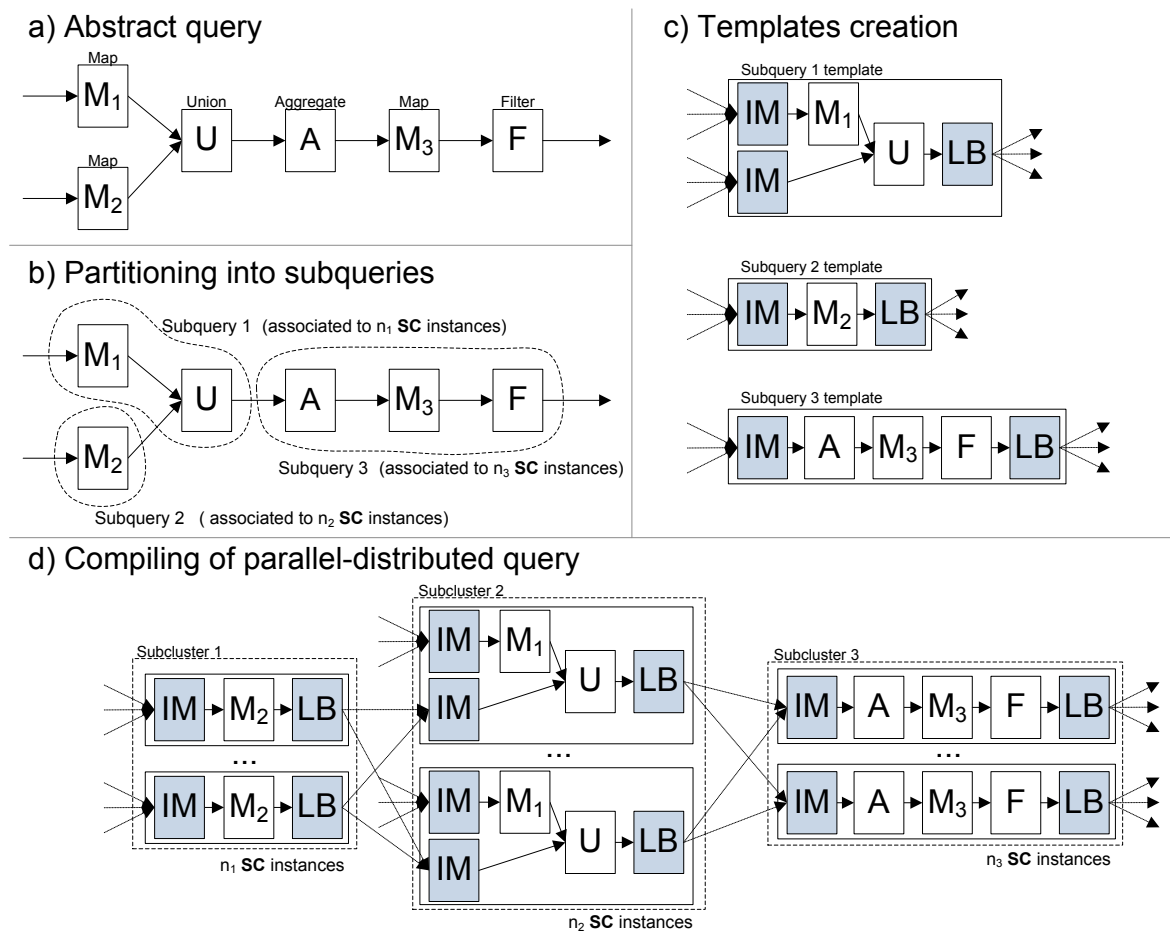 a) Abstract query
Map
M₁
Union
Aggregate
Map
Filter
U
A
M₃
F
Map
M₂
b) Partitioning into subqueries
Subquery 1 (associated to n₁ SC instances)
M₁
U
A
M₃
F
M₂
Subquery 3 (associated to n₃ SC instances)
Subquery 2 ( associated to n₂ SC instances)
c) Templates creation
Subquery 1 template
IM
M₁
U
LB
IM
Subquery 2 template
IM
M₂
LB
Subquery 3 template
IM
A
M₃
F
LB
d) Compiling of parallel-distributed query
Subcluster 1
IM
M₂
LB
...
IM
M₂
LB
n₁ SC instances
Subcluster 2
IM
M₁
U
LB
IM
...
IM
M₁
U
LB
IM
n₂ SC instances
Subcluster 3
IM
A
M₃
F
LB
...
IM
A
M₃
F
LB
n₃ SC instances